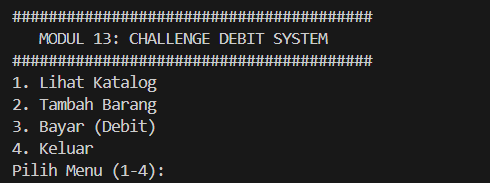 ########################################
MODUL 13: CHALLENGE DEBIT SYSTEM
########################################
1. Lihat Katalog
2. Tambah Barang
3. Bayar (Debit)
4. Keluar
Pilih Menu (1-4):